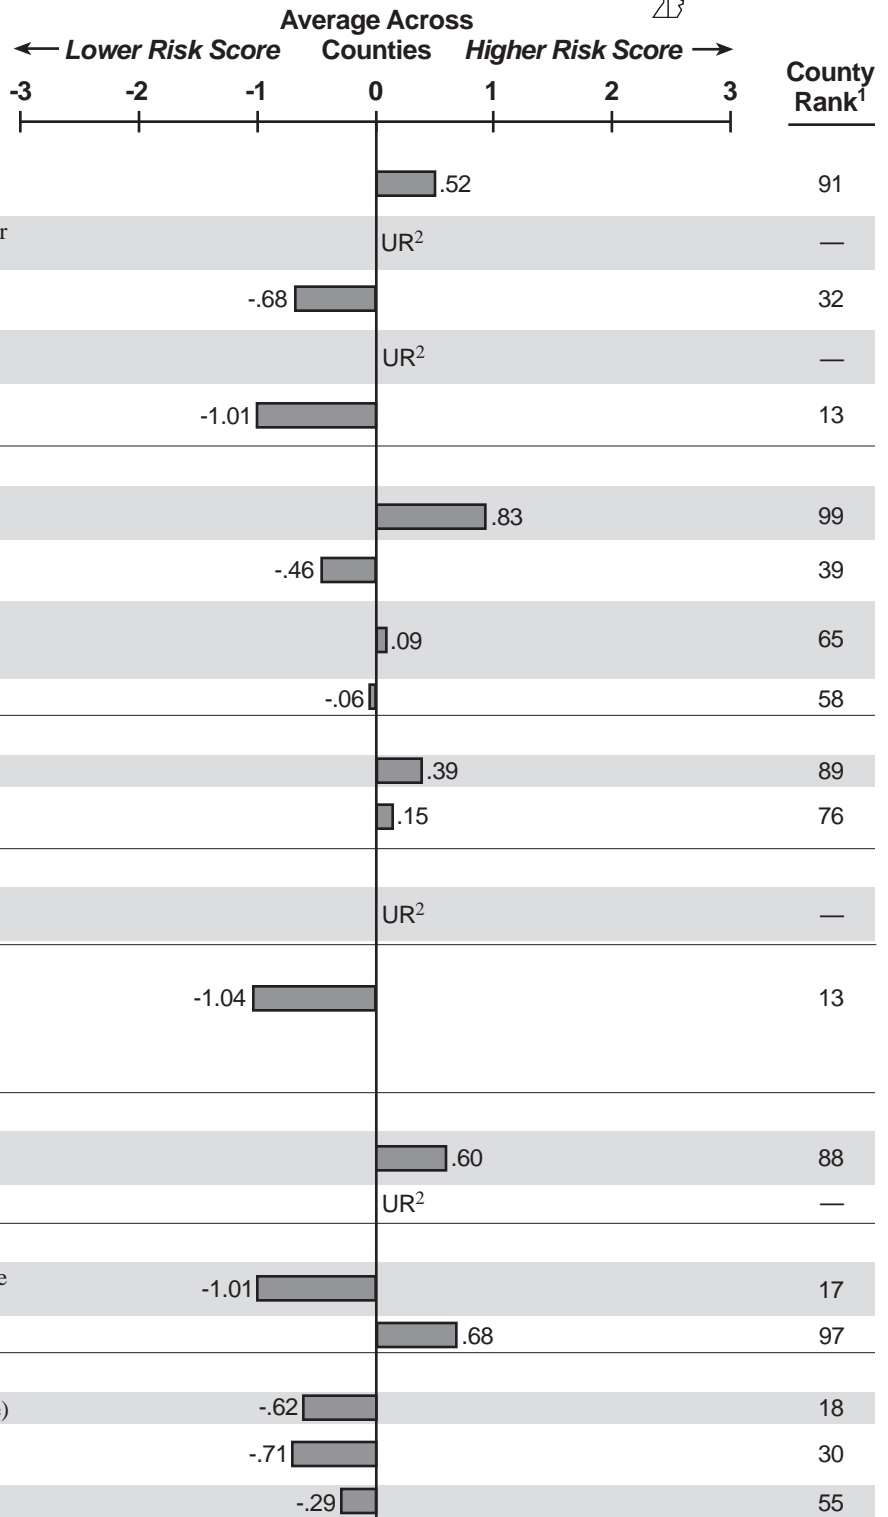 Average Across
← Lower Risk Score Counties Higher Risk Score →
County
Rank¹
-3 -2 -1 0 1 2 3
.52 91
r
UR² —
-.68 32
UR² —
-1.01 13
.83 99
-.46 39
.09 65
-.06 58
.39 89
.15 76
UR² —
-1.04 13
.60 88
UR² —
e
-1.01 17
.68 97
) -.62 18
-.71 30
-.29 55